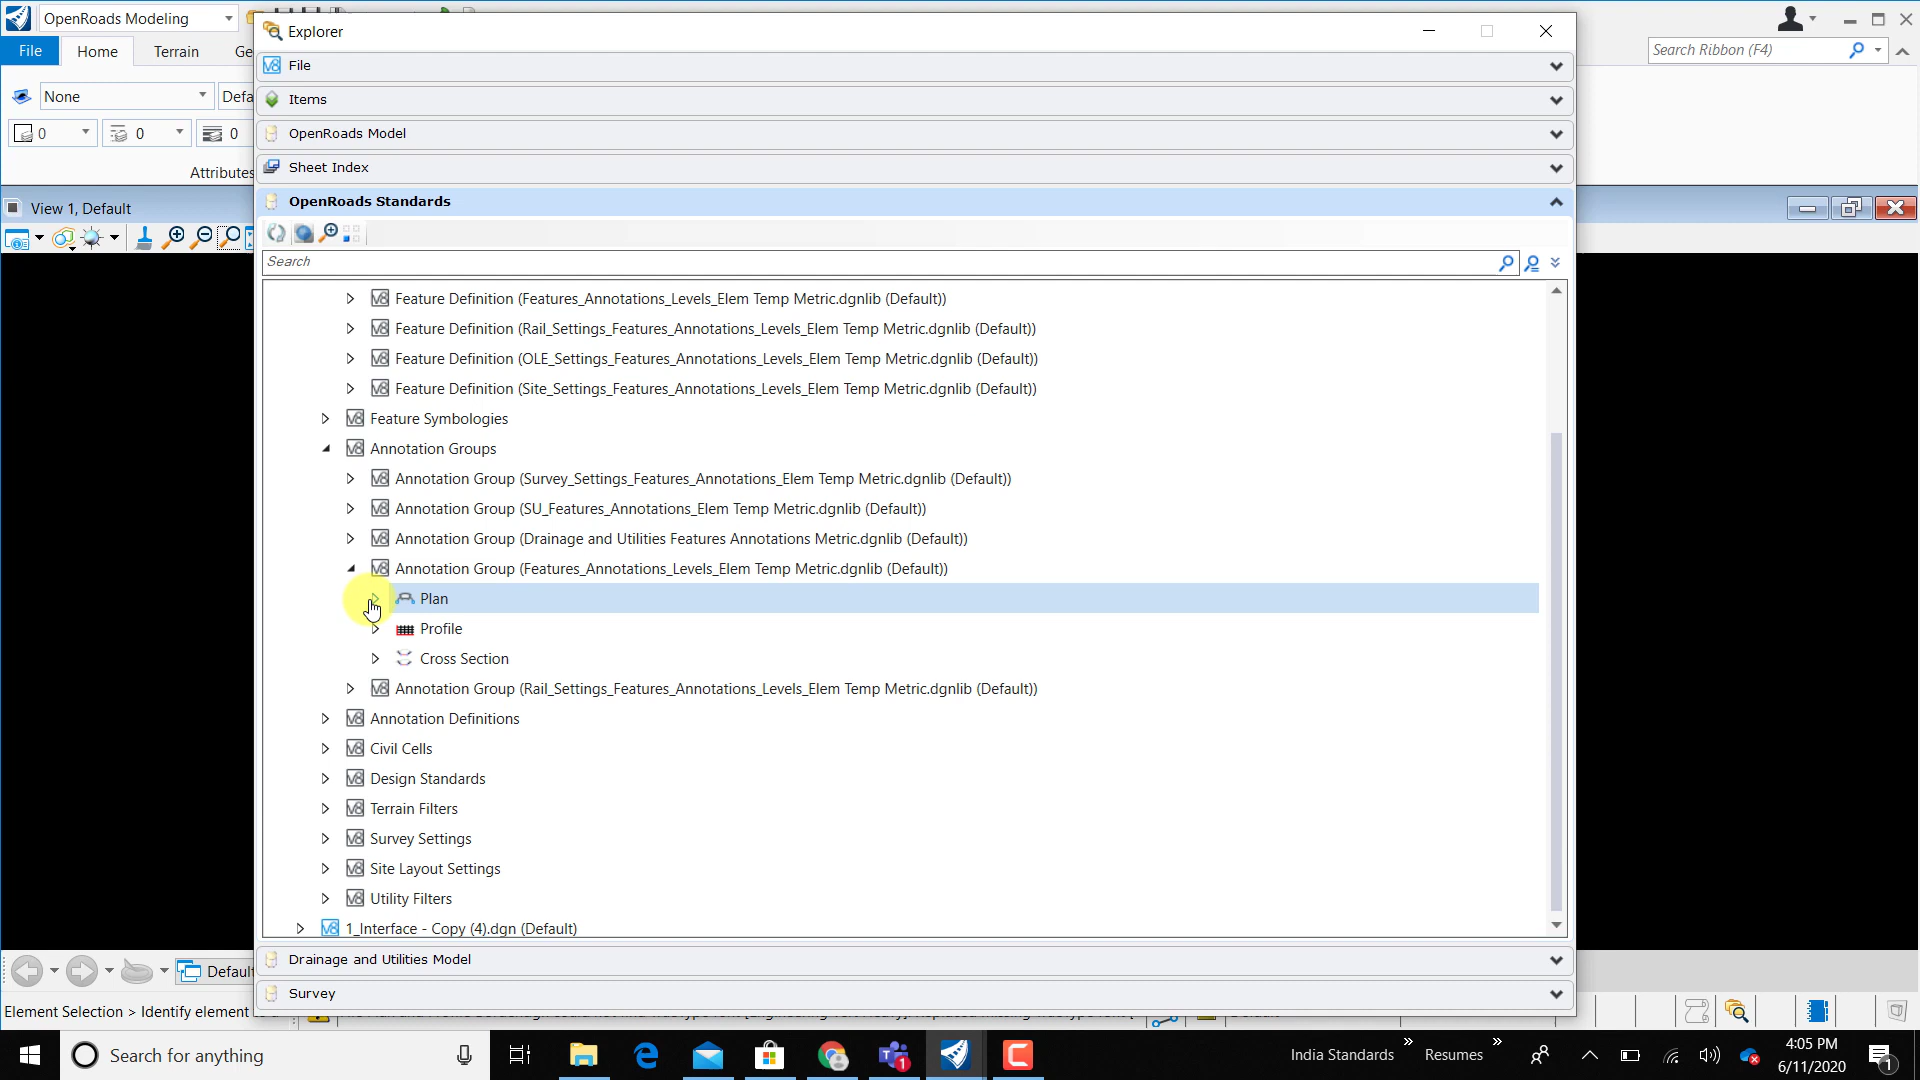 OpenRoads Modeling
Explorer
File
Home
Terrain
Ge
Search Ribbon (F4)
File
Items
OpenRoads Model
Sheet Index
OpenRoads Standards
Search
None
Defa
0
0
0
Attributes
View 1, Default
Feature Definition (Features_Annotations_Levels_Elem Temp Metric.dgnlib (Default))
Feature Definition (Rail_Settings_Features_Annotations_Levels_Elem Temp Metric.dgnlib (Default))
Feature Definition (OLE_Settings_Features_Annotations_Levels_Elem Temp Metric.dgnlib (Default))
Feature Definition (Site_Settings_Features_Annotations_Levels_Elem Temp Metric.dgnlib (Default))
Feature Symbologies
Annotation Groups
Annotation Group (Survey_Settings_Features_Annotations_Elem Temp Metric.dgnlib (Default))
Annotation Group (SU_Features_Annotations_Elem Temp Metric.dgnlib (Default))
Annotation Group (Drainage and Utilities Features Annotations Metric.dgnlib (Default))
Annotation Group (Features_Annotations_Levels_Elem Temp Metric.dgnlib (Default))
Plan
Profile
Cross Section
Annotation Group (Rail_Settings_Features_Annotations_Levels_Elem Temp Metric.dgnlib (Default))
Annotation Definitions
Civil Cells
Design Standards
Terrain Filters
Survey Settings
Site Layout Settings
Utility Filters
1_Interface - Copy (4).dgn (Default)
Drainage and Utilities Model
Survey
Default
Element Selection > Identify element to
Search for anything
India Standards
Resumes
4:05 PM
6/11/2020
1
1